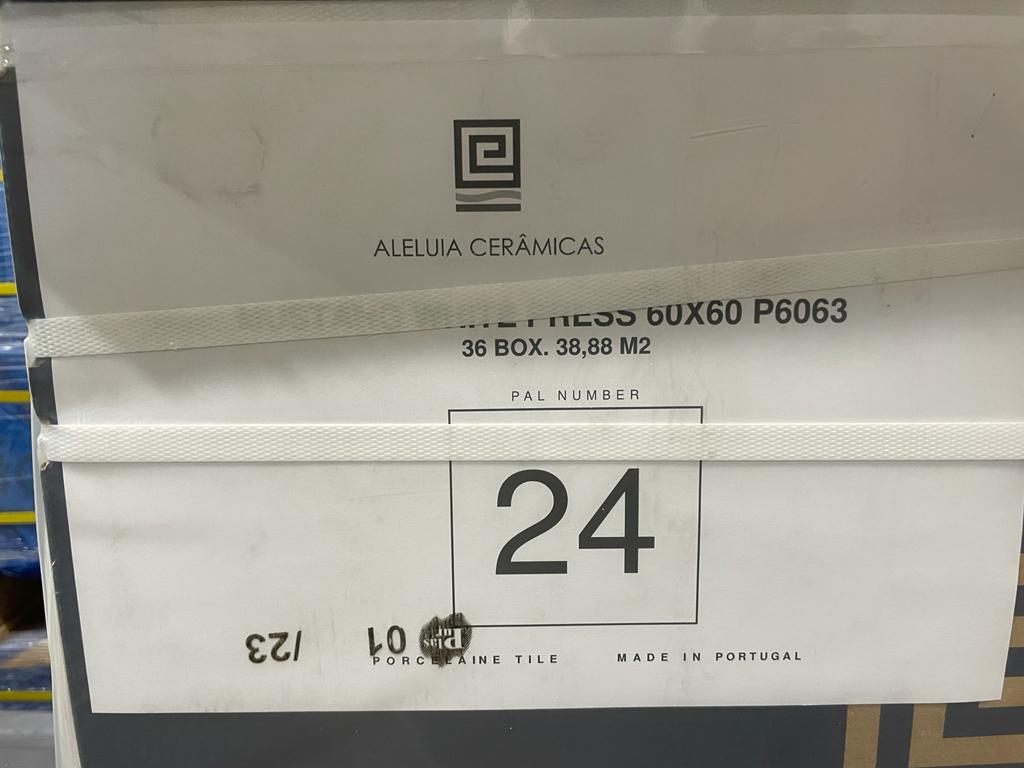 ALELUIA CERÂMICAS
PRESS 60X60 P6063
36 BOX. 38,88 M2
PAL NUMBER
24
/23 01
PORCELAINE TILE MADE IN PORTUGAL